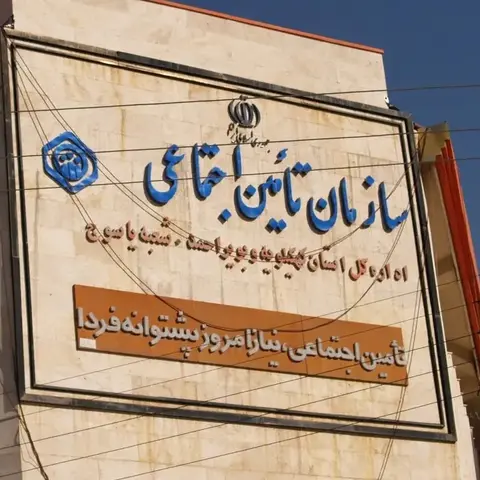 جمهوری اسلامی ایران
سازمان تأمین اجتماعی
اداره کل استان کهگیلویه و بویراحمد - شعبه یاسوج
تأمین اجتماعی، نیاز امروز پشتوانه فردا